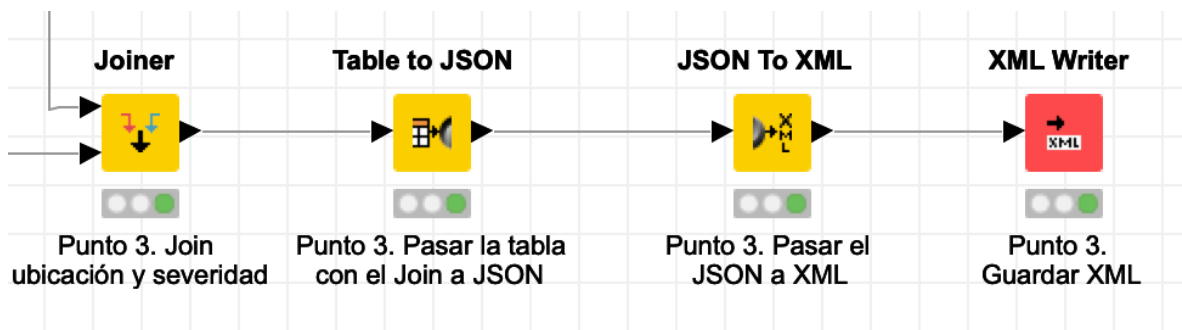 Joiner
Table to JSON
JSON To XML
XML Writer
X
M
L
XML
Punto 3. Join
ubicación y severidad
Punto 3. Pasar la tabla
con el Join a JSON
Punto 3. Pasar el
JSON a XML
Punto 3.
Guardar XML